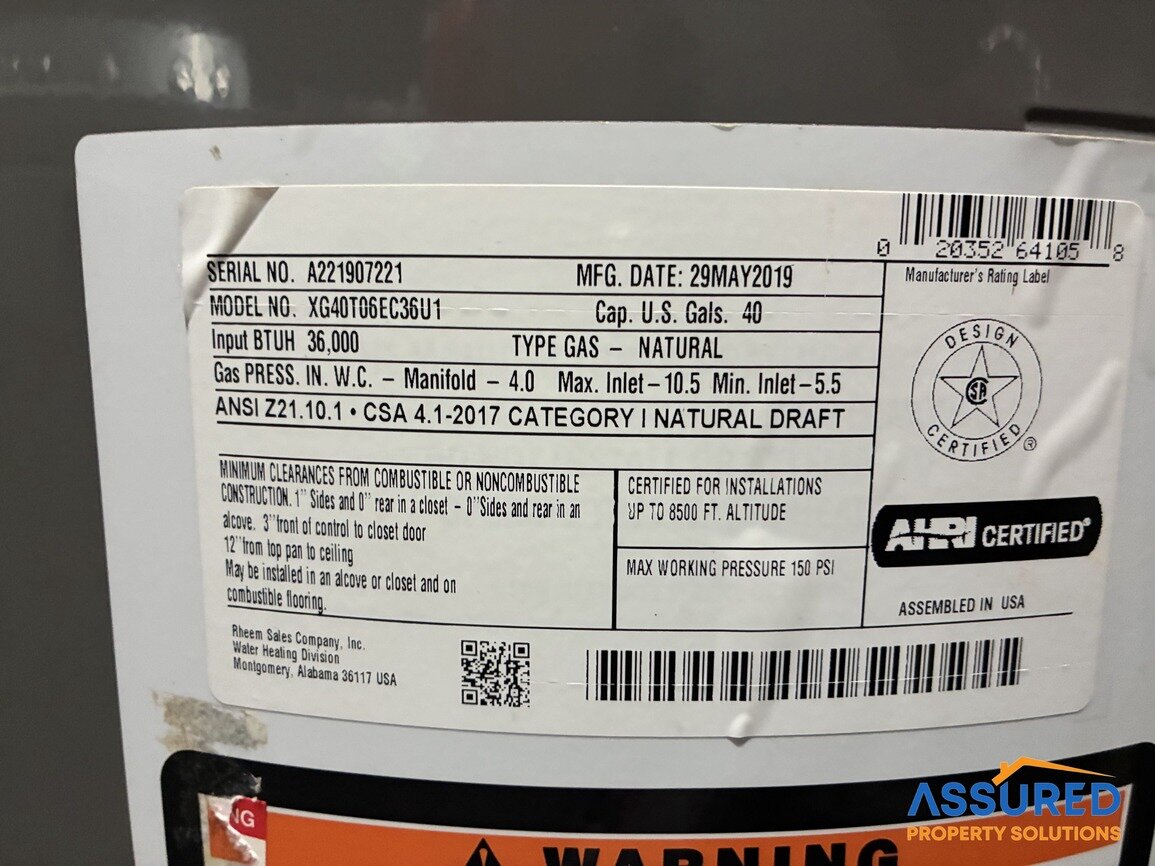 0 20352 64105 8
SERIAL NO. A221907221 MFG. DATE: 29MAY2019
Manufacturer's Rating Label
MODEL NO. XG40T06EC36U1 Cap. U.S. Gals. 40
Input BTUH 36,000 TYPE GAS – NATURAL
Gas PRESS. IN. W.C. – Manifold – 4.0 Max. Inlet – 10.5 Min. Inlet – 5.5
ANSI Z21.10.1 • CSA 4.1-2017 CATEGORY I NATURAL DRAFT
DESIGN
SA
CERTIFIED ®
MINIMUM CLEARANCES FROM COMBUSTIBLE OR NONCOMBUSTIBLE
CONSTRUCTION. 1" Sides and 0" rear in a closet – 0" Sides and rear in an
alcove. 3" front of control to closet door
12" from top pan to ceiling
May be installed in an alcove or closet and on
combustible flooring.
CERTIFIED FOR INSTALLATIONS
UP TO 8500 FT. ALTITUDE
MAX WORKING PRESSURE 150 PSI
AHRI CERTIFIED®
ASSEMBLED IN USA
Rheem Sales Company, Inc.
Water Heating Division
Montgomery, Alabama 36117 USA
NG
WARNING
ASSURED
PROPERTY SOLUTIONS